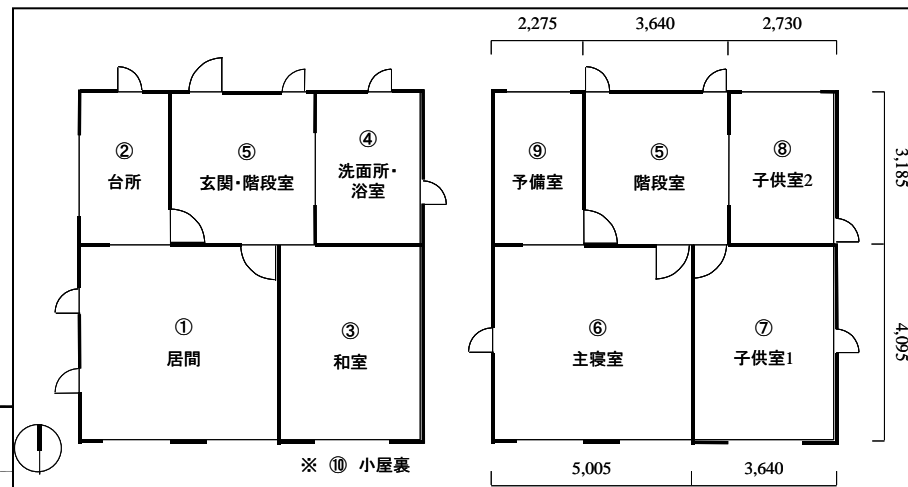 2,275 3,640 2,730
② 台所
⑤ 玄関・階段室
④ 洗面所・
浴室
⑨ 予備室
⑤ 階段室
⑧ 子供室2
3,185
① 居間
③ 和室
⑥ 主寝室
⑦ 子供室1
4,095
※ ⑩ 小屋裏
5,005 3,640